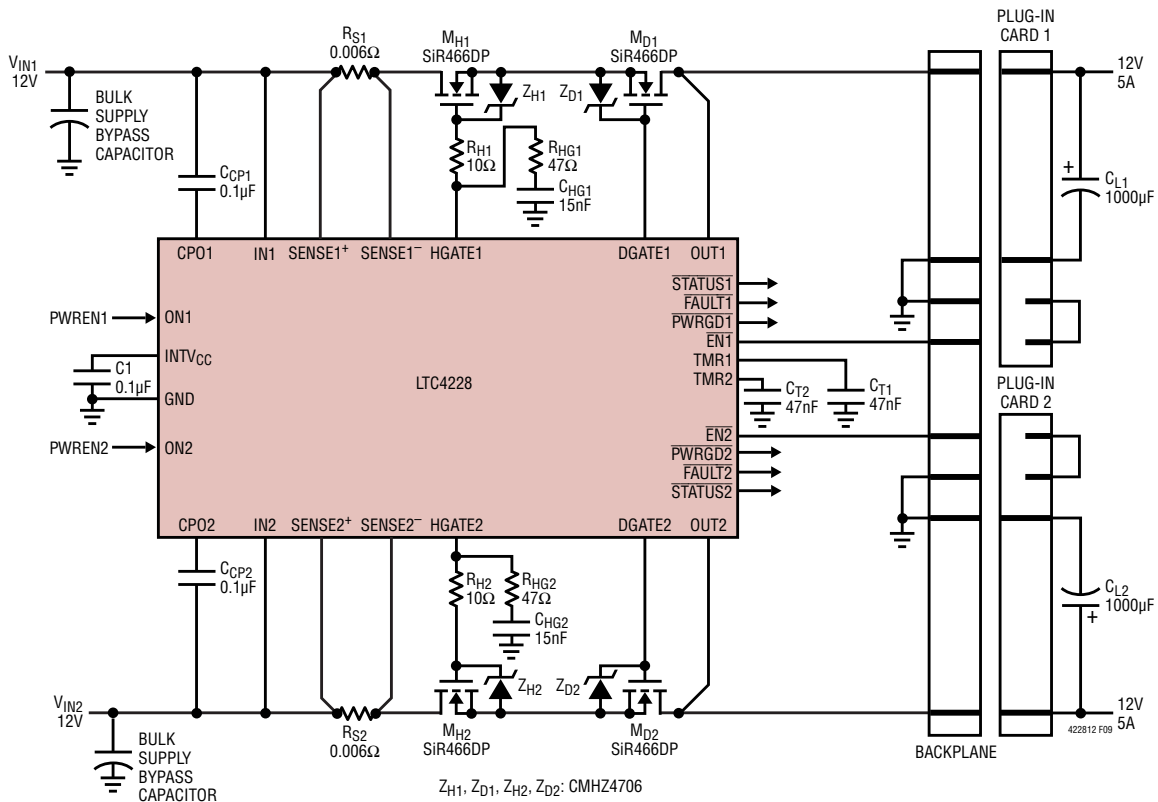 PLUG-IN
CARD 1
RS1
0.006Ω
MH1
SiR466DP
MD1
SiR466DP
VIN1
12V
12V
5A
BULK
SUPPLY
BYPASS
CAPACITOR
ZH1
ZD1
RH1
10Ω
RHG1
47Ω
CCP1
0.1µF
CHG1
15nF
+
CL1
1000µF
CPO1
IN1
SENSE1+
SENSE1−
HGATE1
DGATE1
OUT1
STATUS1
FAULT1
PWRGD1
EN1
TMR1
TMR2
PWREN1
ON1
INTVCC
C1
0.1µF
GND
LTC4228
CT2
47nF
CT1
47nF
PLUG-IN
CARD 2
PWREN2
ON2
EN2
PWRGD2
FAULT2
STATUS2
CPO2
IN2
SENSE2+
SENSE2−
HGATE2
DGATE2
OUT2
CCP2
0.1µF
RH2
10Ω
RHG2
47Ω
CHG2
15nF
CL2
1000µF
+
ZH2
ZD2
VIN2
12V
12V
5A
422812 F09
RS2
0.006Ω
MH2
SiR466DP
MD2
SiR466DP
BULK
SUPPLY
BYPASS
CAPACITOR
BACKPLANE
ZH1, ZD1, ZH2, ZD2: CMHZ4706